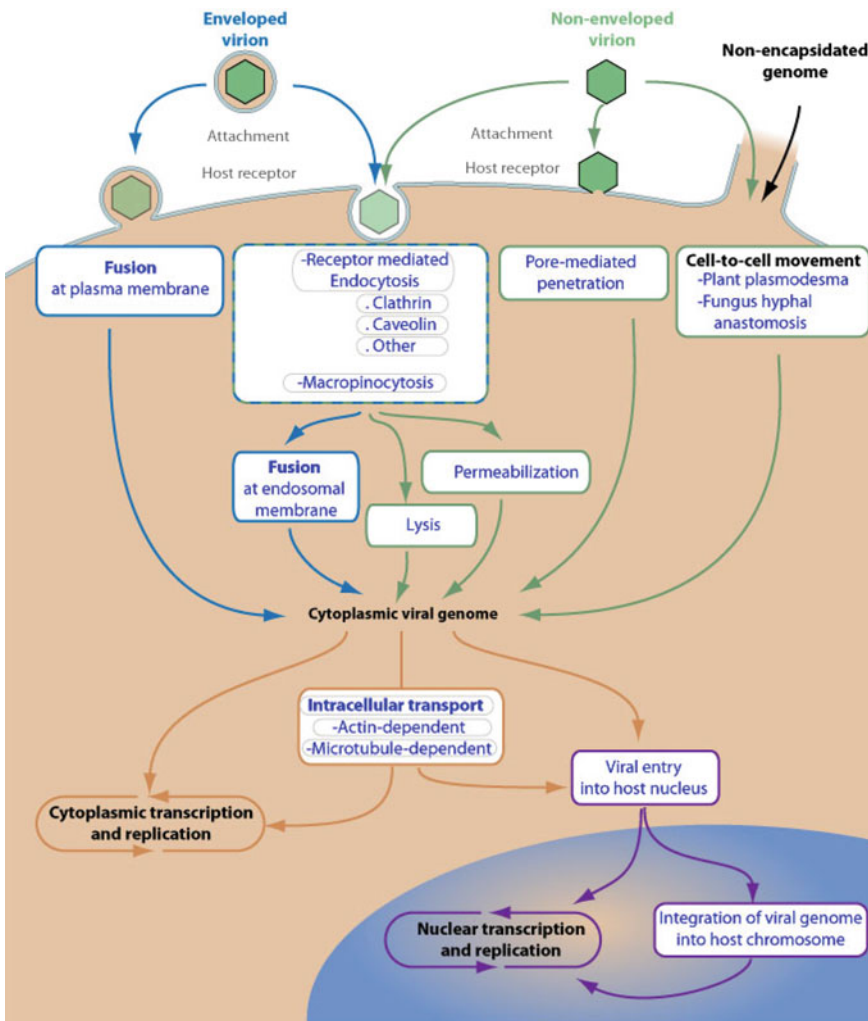 Enveloped
virion
Non-enveloped
virion
Non-encapsidated
genome
Attachment
Host receptor
Attachment
Host receptor
Fusion
at plasma membrane
-Receptor mediated
Endocytosis
. Clathrin
. Caveolin
. Other
-Macropinocytosis
Pore-mediated
penetration
Cell-to-cell movement
-Plant plasmodesma
-Fungus hyphal
anastomosis
Fusion
at endosomal
membrane
Lysis
Permeabilization
Cytoplasmic viral genome
Intracellular transport
-Actin-dependent
-Microtubule-dependent
Viral entry
into host nucleus
Cytoplasmic transcription
and replication
Nuclear transcription
and replication
Integration of viral genome
into host chromosome